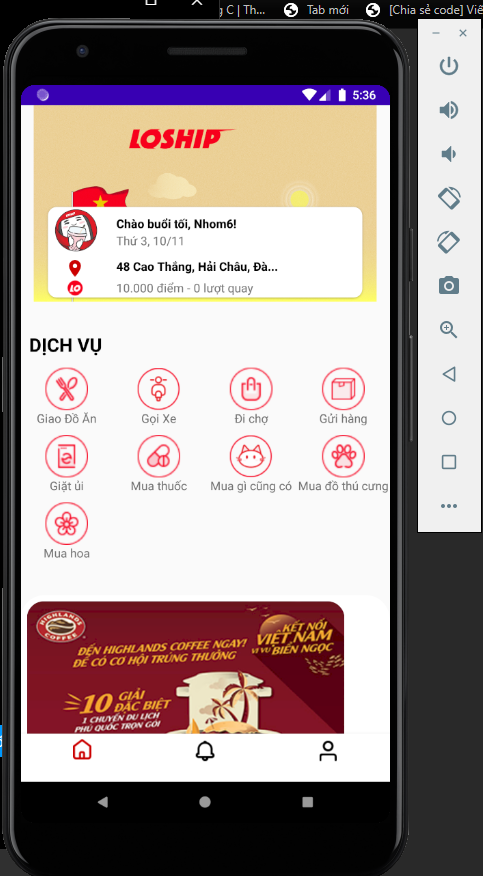 g C | Th...
Tab mới
[Chia sẻ code] Viế
5:36
LOSHIP
Chào buổi tối, Nhom6!
Thứ 3, 10/11
48 Cao Thắng, Hải Châu, Đà...
LO
10.000 điểm - 0 lượt quay
DỊCH VỤ
Giao Đồ Ăn
Gọi Xe
Đi chợ
Gửi hàng
Giặt ủi
Mua thuốc
Mua gì cũng có
Mua đồ thú cưng
Mua hoa
HIGHLANDS
COFFEE
ĐẾN HIGHLANDS COFFEE NGAY!
ĐỂ CÓ CƠ HỘI TRÚNG THƯỞNG
KẾT NỐI
VIỆT NAM
VI VU BIỂN NGỌC
10 GIẢI
ĐẶC BIỆT
1 CHUYẾN DU LỊCH
PHÚ QUỐC TRỌN GÓI